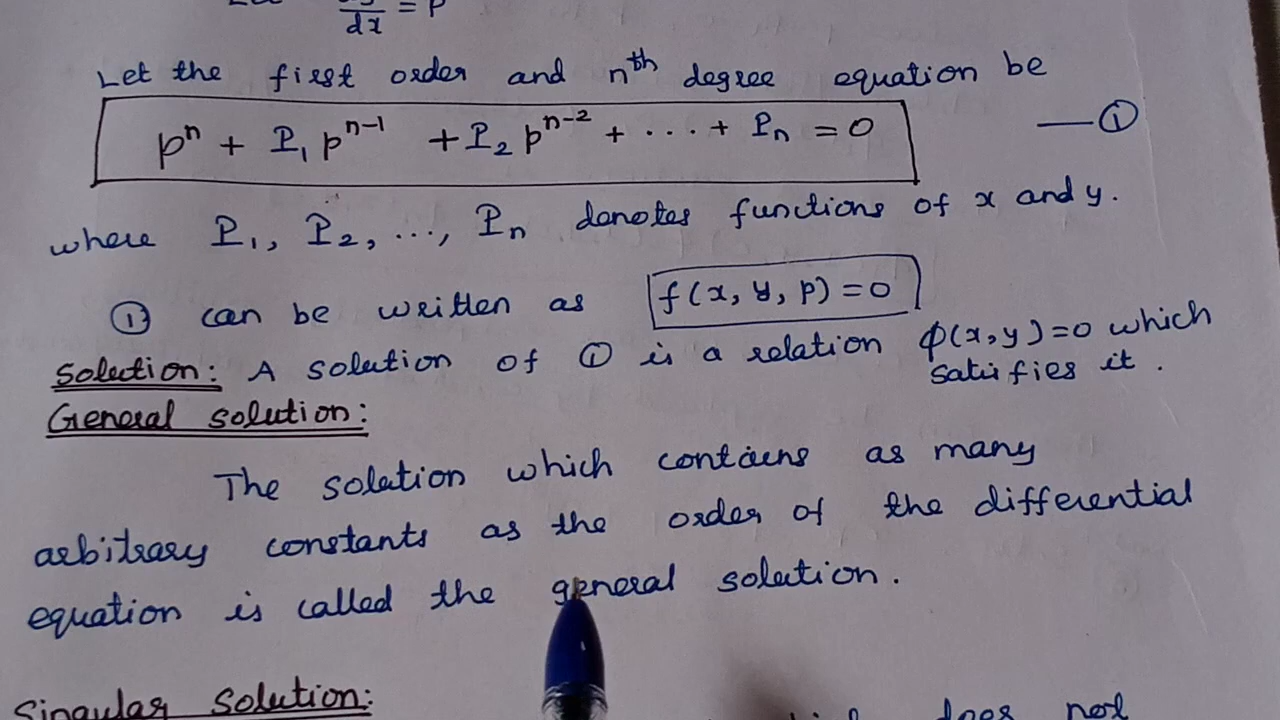 dx = p
Let the first order and nth degree equation be
pⁿ + P₁ pⁿ⁻¹ + P₂ pⁿ⁻² + ... + Pₙ = 0 —①
where P₁, P₂, ..., Pₙ denotes functions of x and y.
① can be written as f(x, y, p) = 0
Solution: A solution of ① is a relation ϕ(x,y)=0 which
satisfies it.
General solution:
The solution which contains as many
arbitrary constants as the order of the differential
equation is called the general solution.
Singular solution:
does not